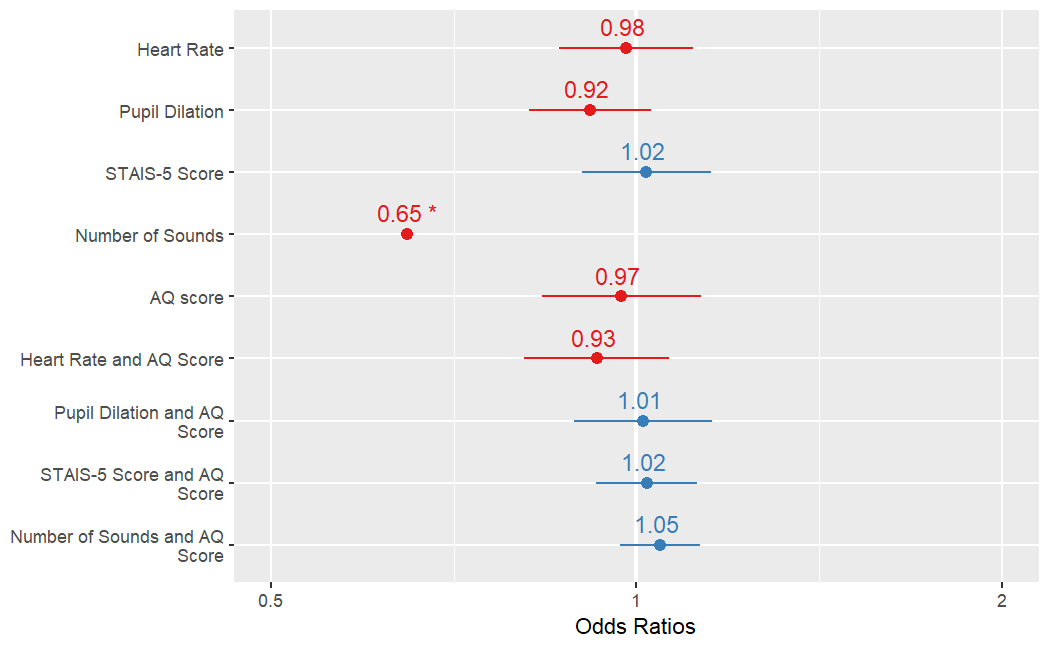 Heart Rate
0.98
Pupil Dilation
0.92
STAIS-5 Score
1.02
Number of Sounds
0.65 *
AQ score
0.97
Heart Rate and AQ Score
0.93
Pupil Dilation and AQ
Score
1.01
STAIS-5 Score and AQ
Score
1.02
Number of Sounds and AQ
Score
1.05
0.5
1
2
Odds Ratios